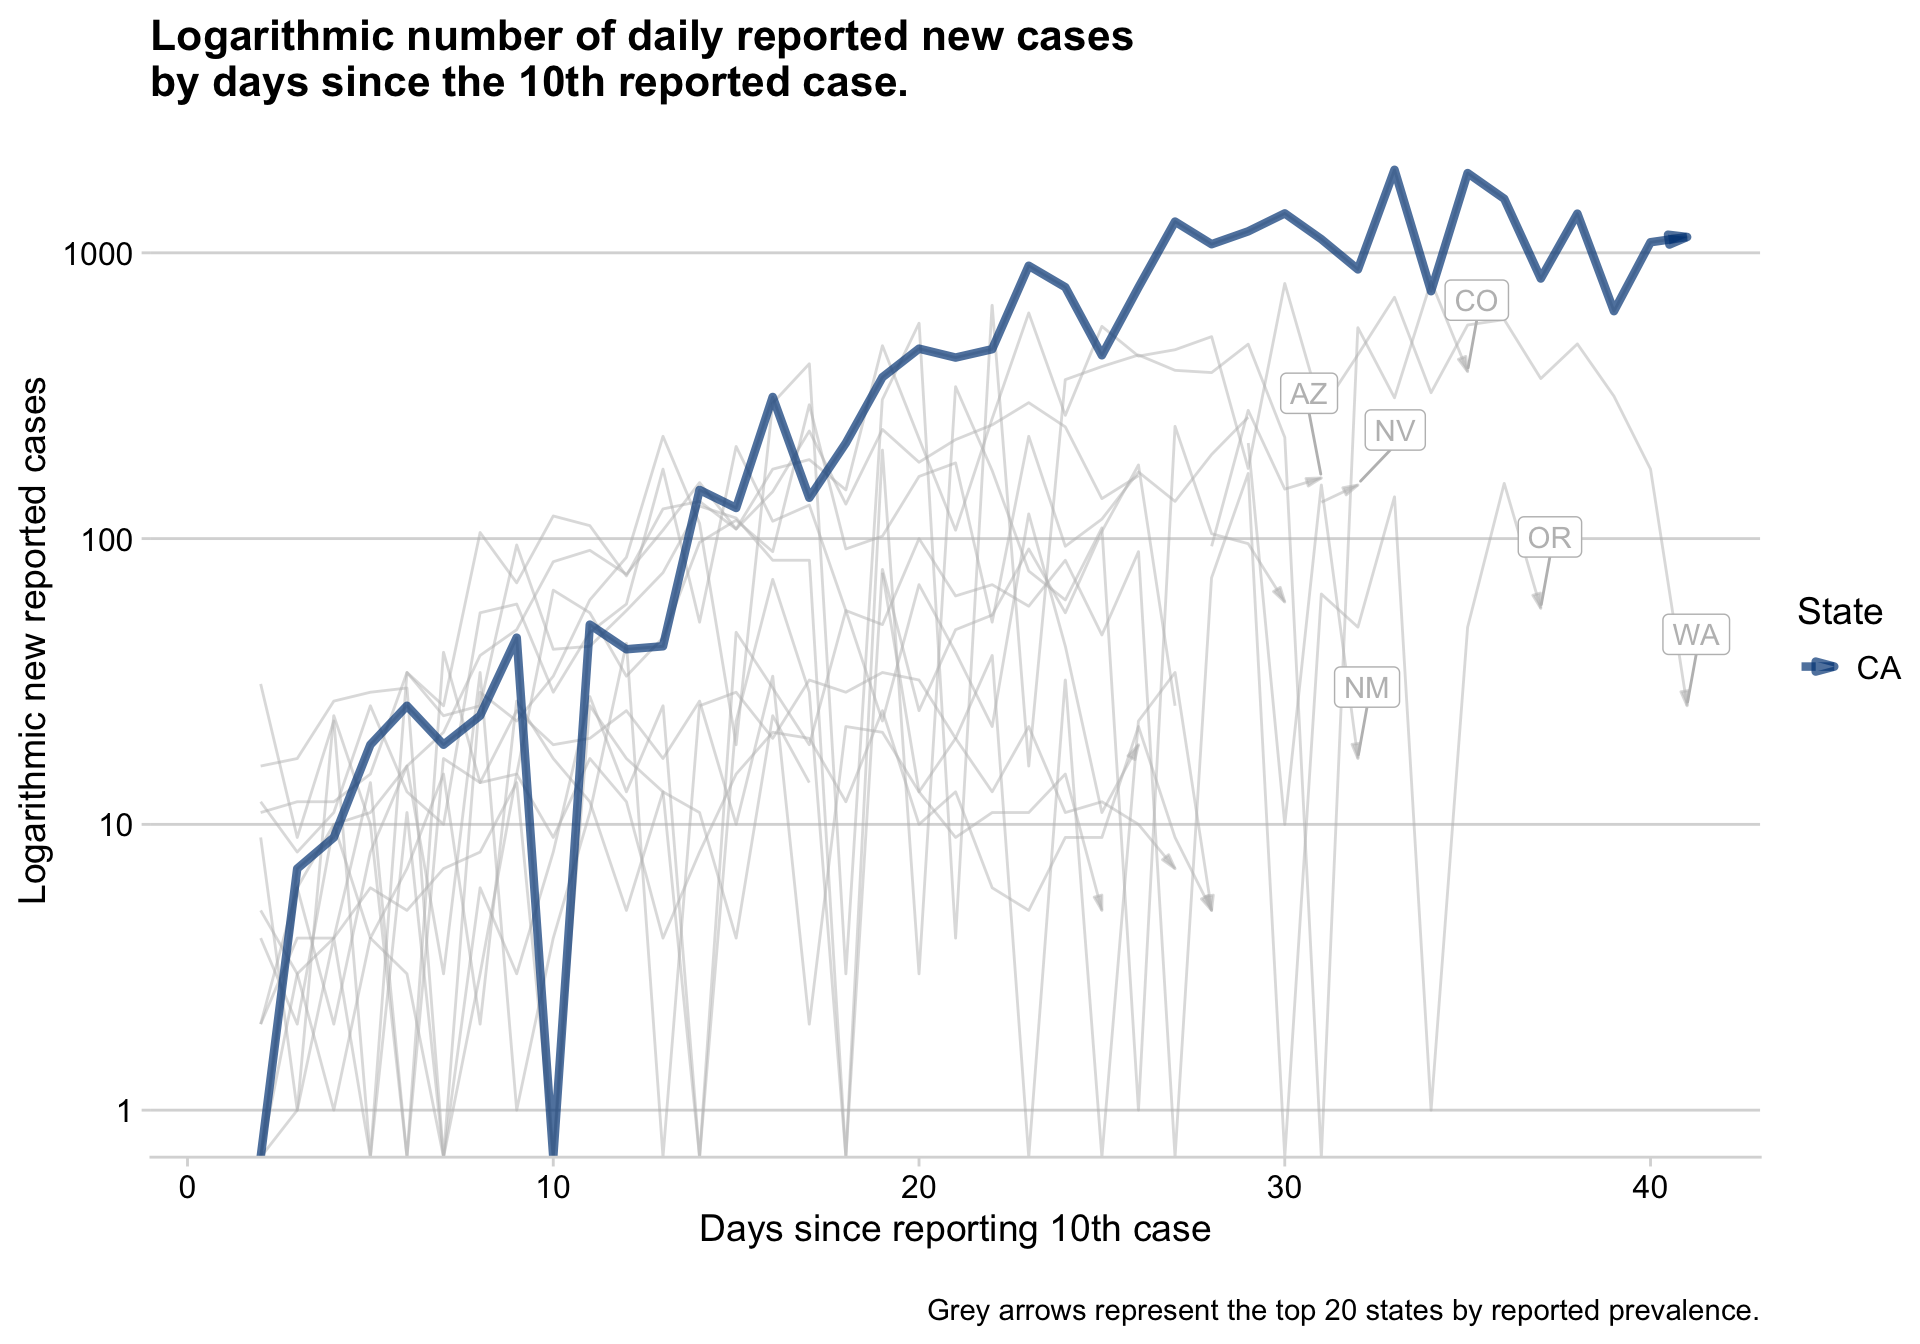 Logarithmic number of daily reported new cases
by days since the 10th reported case.
Logarithmic new reported cases
1000
100
10
1
CO
AZ
NV
OR
WA
NM
State
CA
0
10
20
30
40
Days since reporting 10th case
Grey arrows represent the top 20 states by reported prevalence.